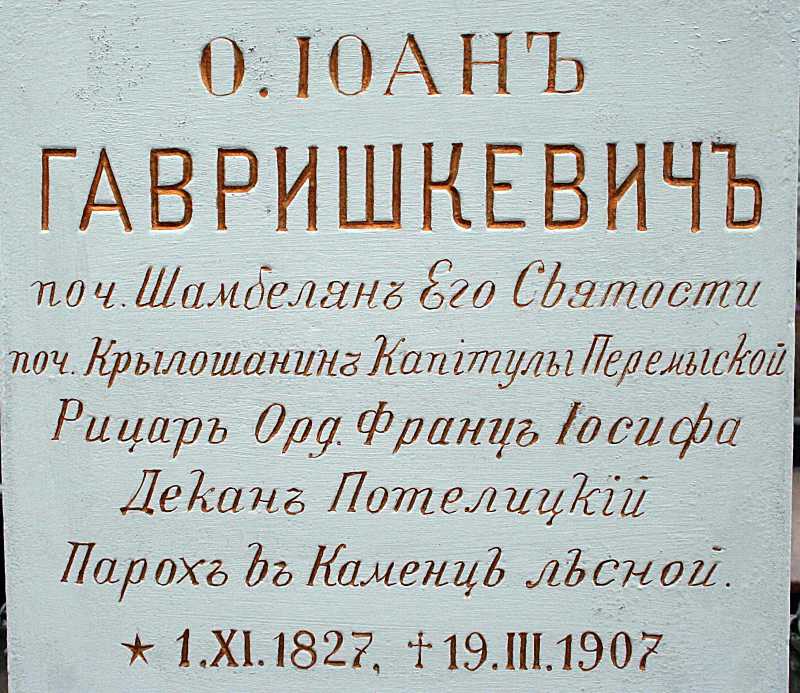 О. ІОАНЪ
ГАВРИШКЕВИЧЪ
поч. Шамбелянъ Его Святости
поч. Крылошанинъ Капітулы Перемыской
Рицаръ Орд. Францъ Іосифа
Деканъ Потелицкій
Парохъ въ Каменцѣ лѣсной.
★ 1.XI.1827, † 19.III.1907